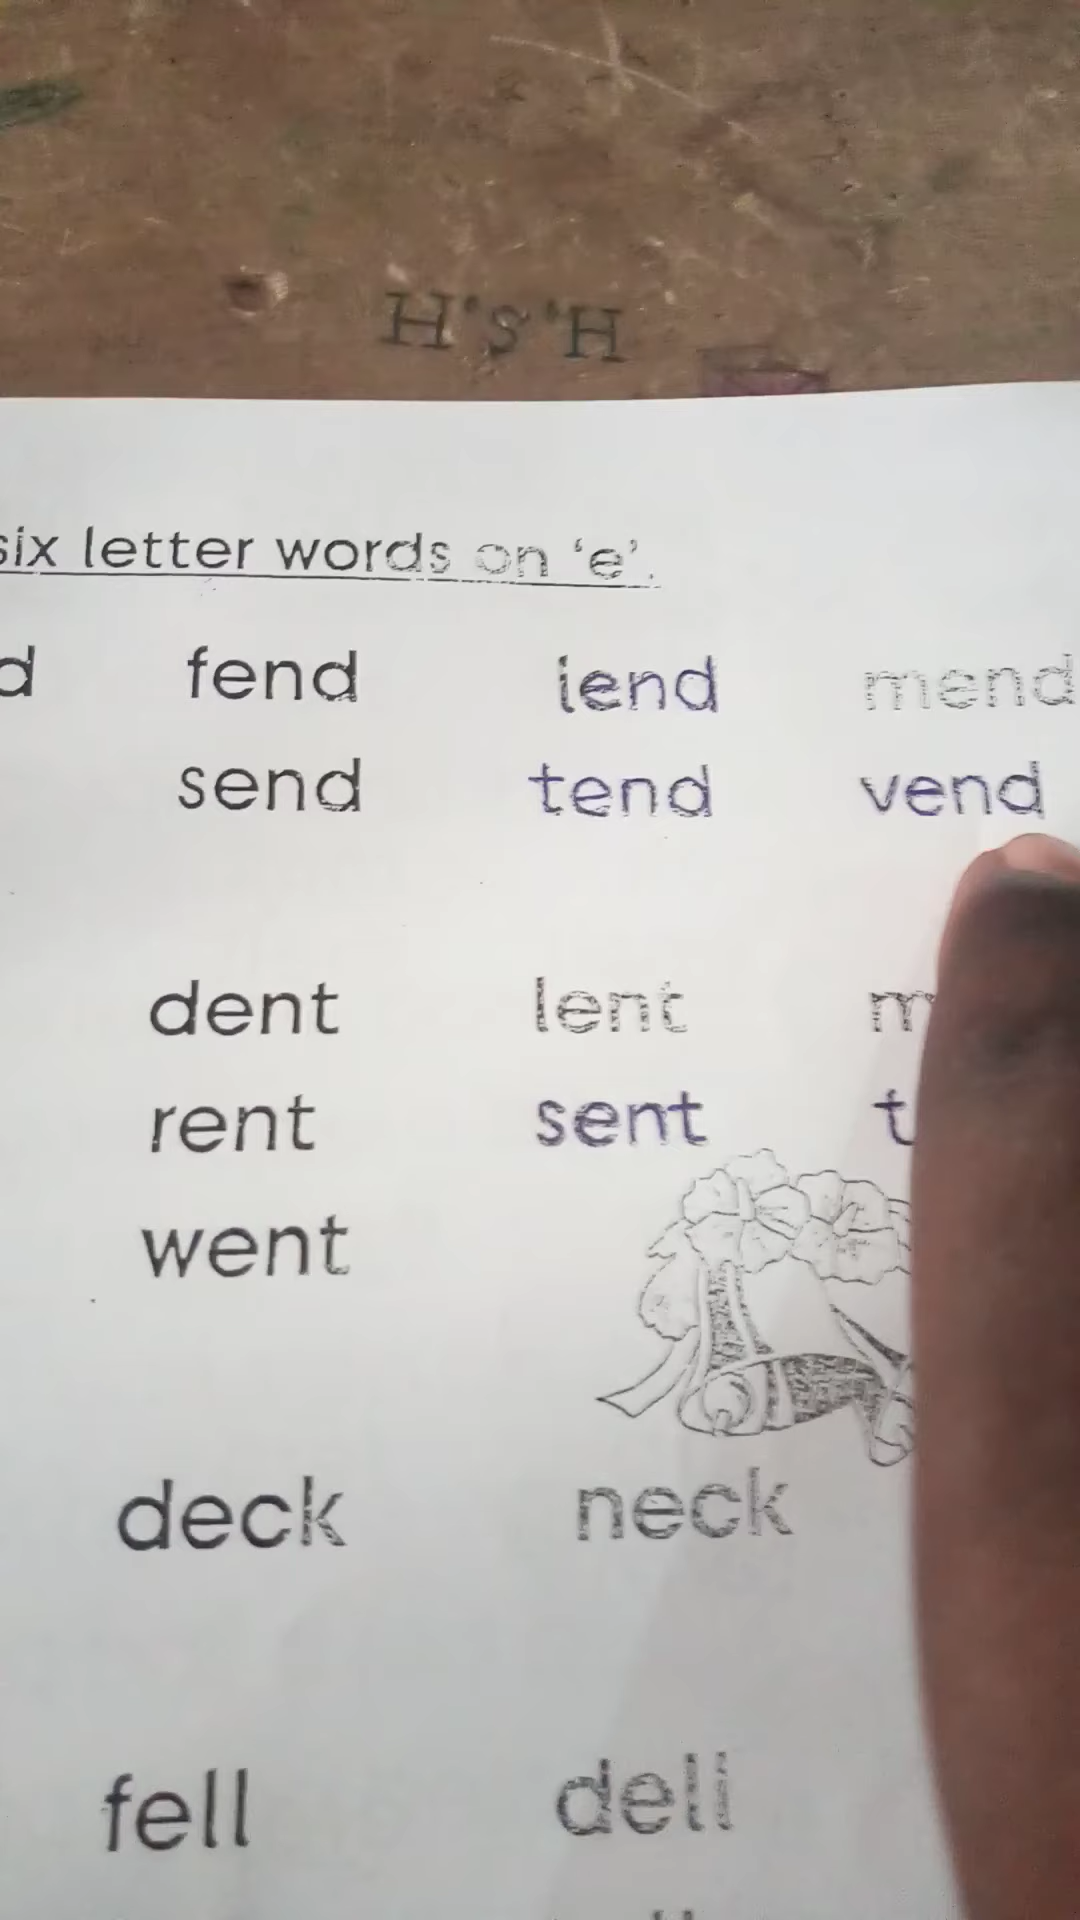 H'S'H
six letter words on 'e'.
d fend lend mend
send tend vend
dent lent m
rent sent t
went
deck neck
fell dell